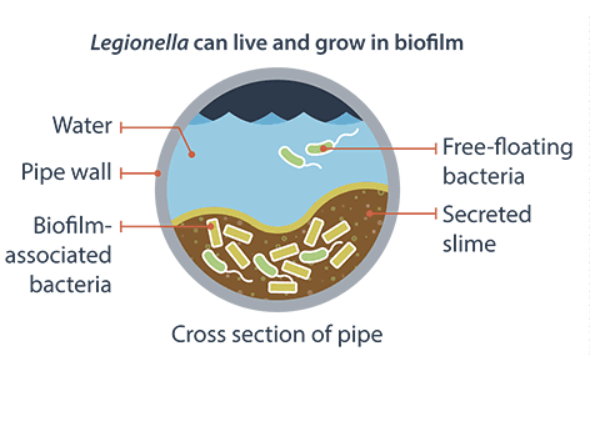 Legionella can live and grow in biofilm
Water
Pipe wall
Biofilm-
associated
bacteria
Free-floating
bacteria
Secreted
slime
Cross section of pipe